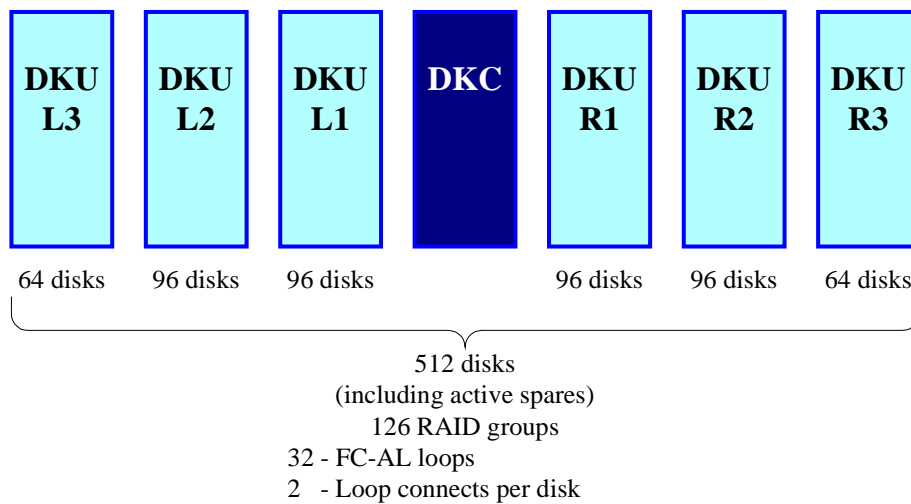 DKU DKU DKU DKC DKU DKU DKU
L3 L2 L1 R1 R2 R3
64 disks 96 disks 96 disks 96 disks 96 disks 64 disks
512 disks
(including active spares)
126 RAID groups
32 - FC-AL loops
2 - Loop connects per disk